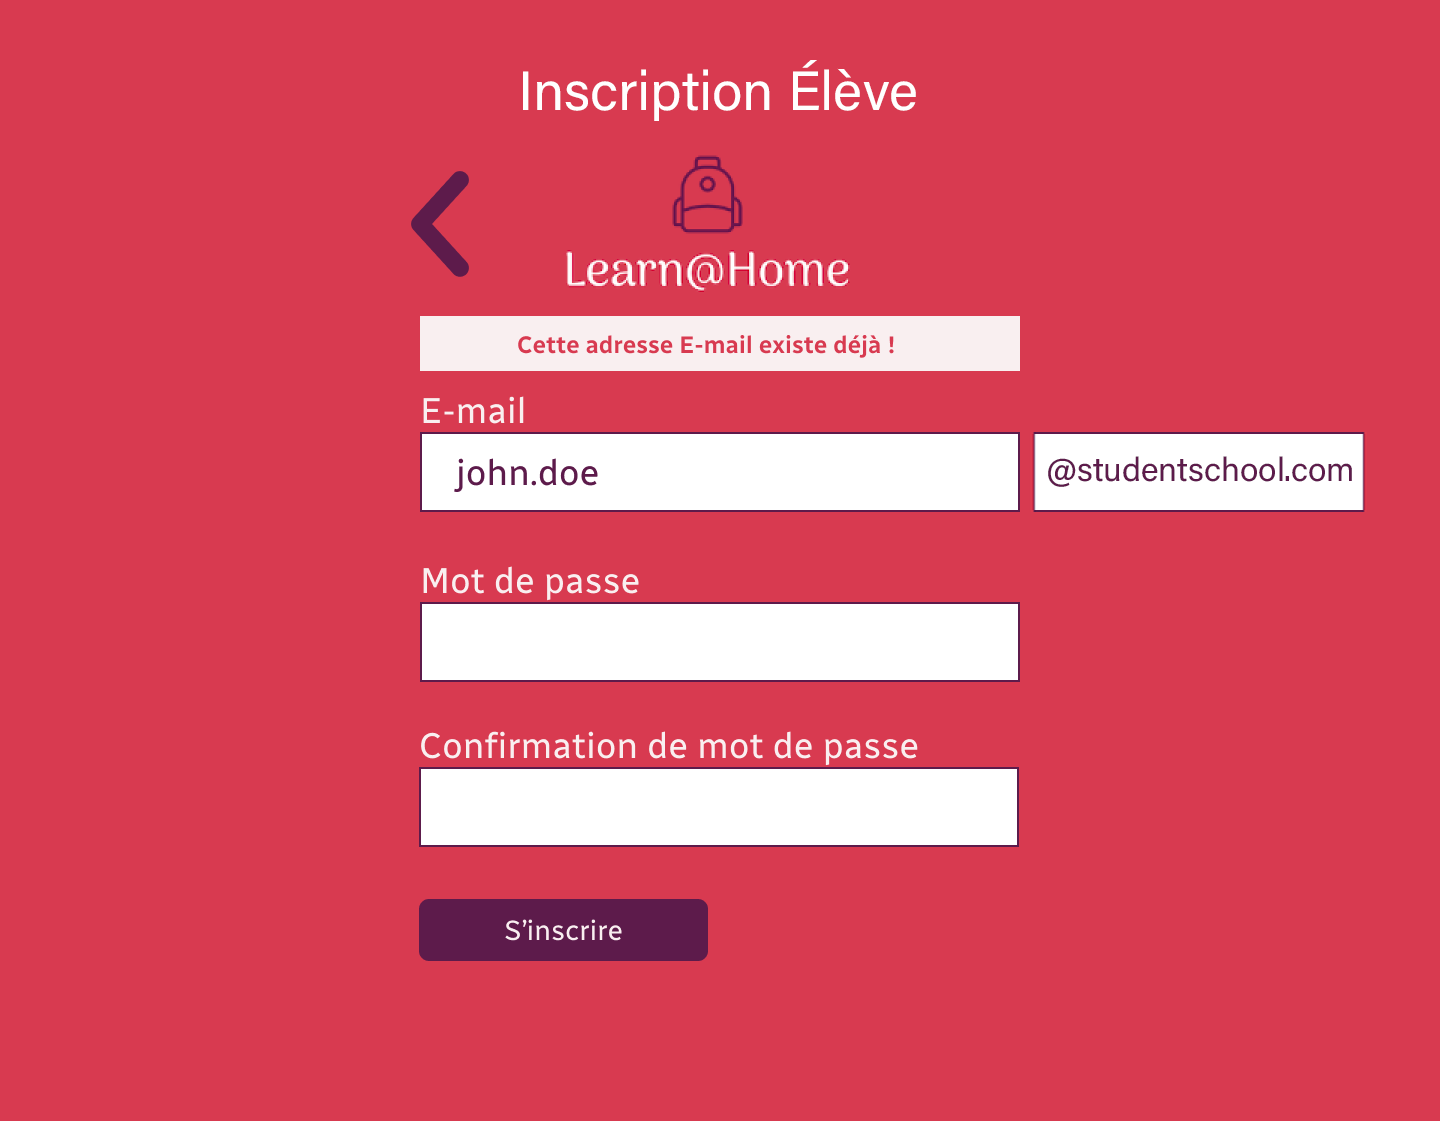 Inscription Élève
Learn@Home
Cette adresse E-mail existe déjà !
E-mail
john.doe
@studentschool.com
Mot de passe
Confirmation de mot de passe
S’inscrire